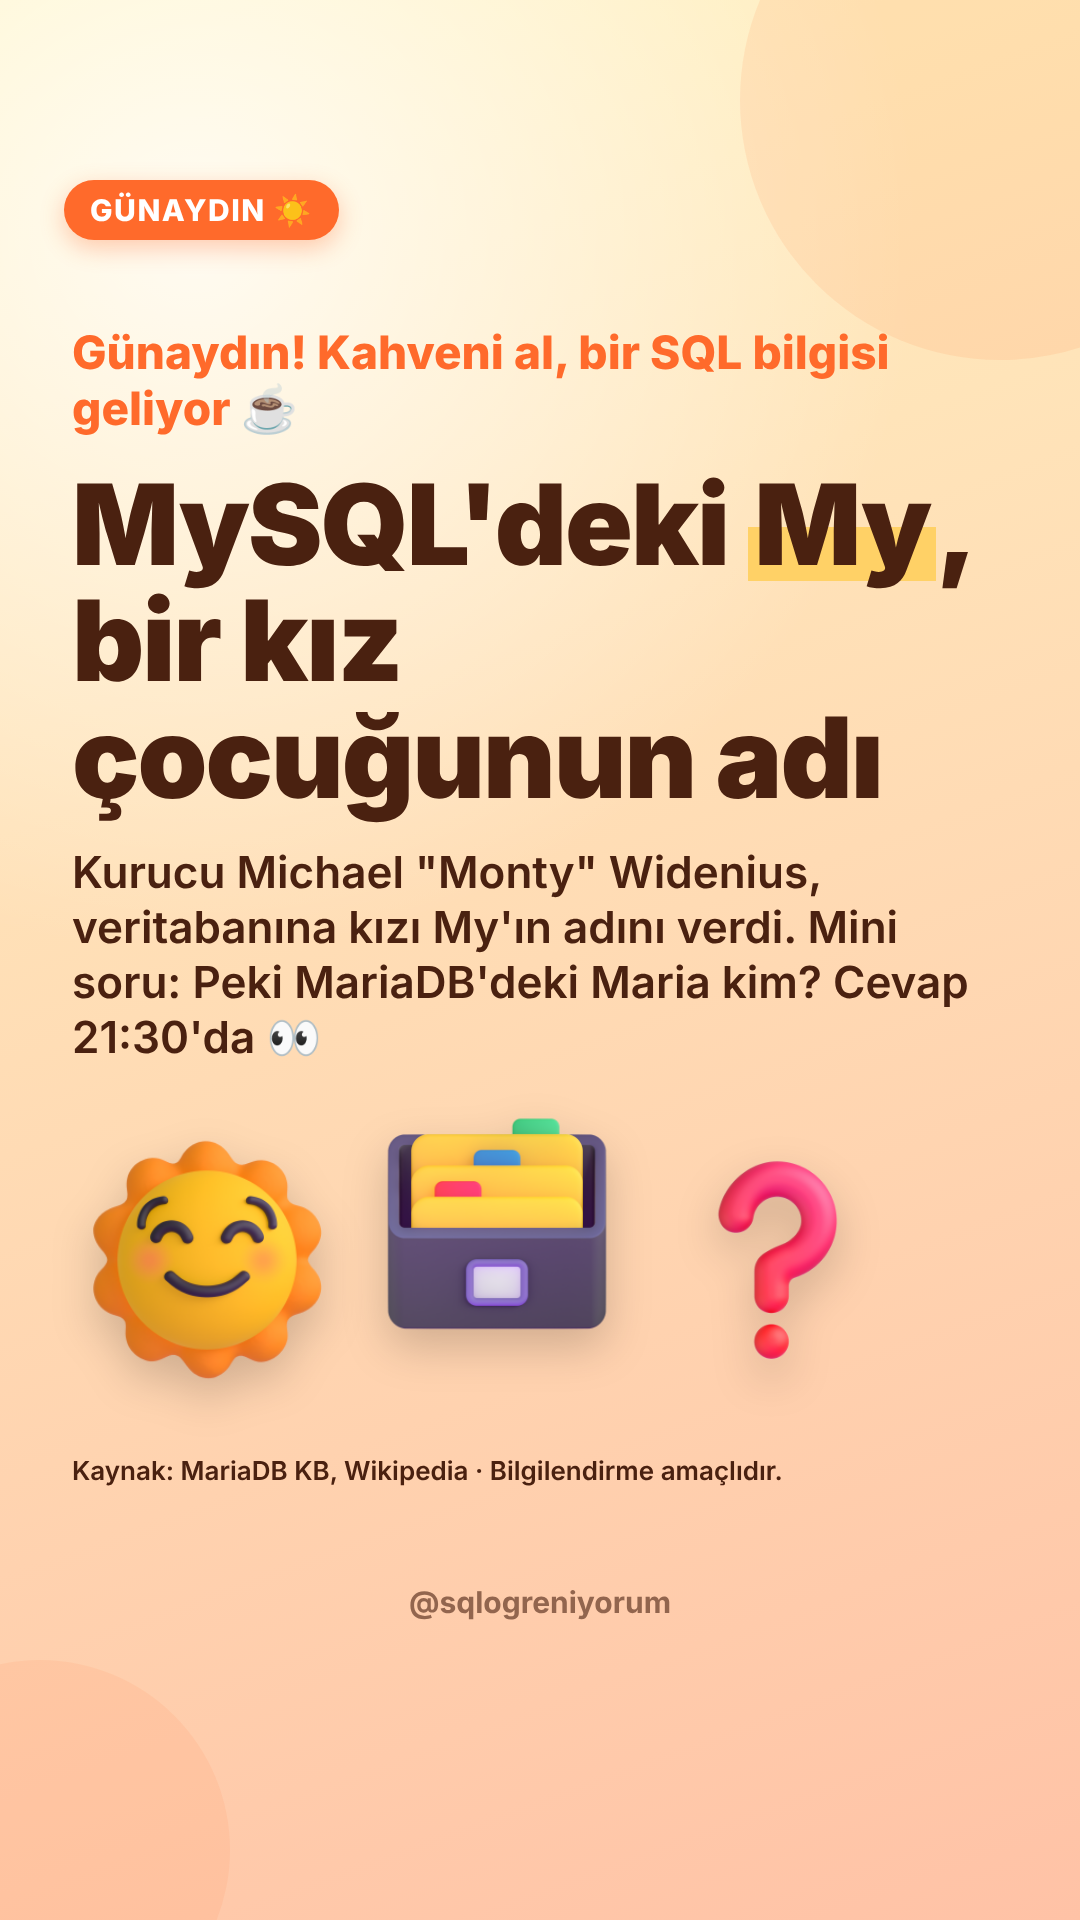 GÜNAYDIN ☀️
Günaydın! Kahveni al, bir SQL bilgisi
geliyor ☕
MySQL'deki My,
bir kız
çocuğunun adı
Kurucu Michael "Monty" Widenius,
veritabanına kızı My'ın adını verdi. Mini
soru: Peki MariaDB'deki Maria kim? Cevap
21:30'da 👀
Kaynak: MariaDB KB, Wikipedia · Bilgilendirme amaçlıdır.
@sqlogreniyorum